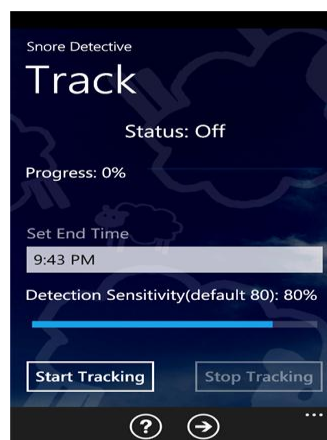 Snore Detective
Track
Status: Off
Progress: 0%
Set End Time
9:43 PM
Detection Sensitivity(default 80): 80%
Start Tracking Stop Tracking
?